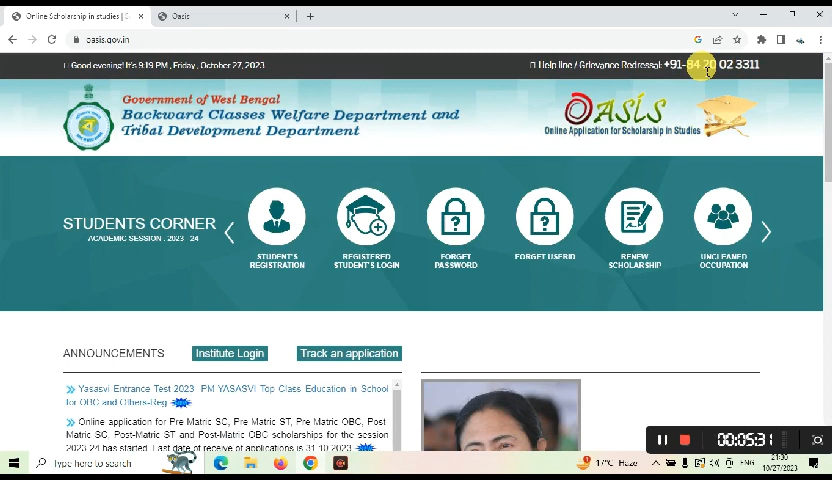 Online Scholarship in studies | G
Oasis
oasis.gov.in
Good evening! It's 9:19 PM , Friday , October 27, 2023
Help line / Grievance Redressal: +91-84 20 02 3311
Government of West Bengal
Backward Classes Welfare Department and
Tribal Development Department
OASIS
Online Application for Scholarship in Studies
STUDENTS CORNER
ACADEMIC SESSION , 2023 - 24
STUDENT'S
REGISTRATION
REGISTERED
STUDENT'S LOGIN
FORGET
PASSWORD
FORGET USERID
RENEW
SCHOLARSHIP
UNCLEANED
OCCUPATION
ANNOUNCEMENTS
Institute Login
Track an application
Yasasvi Entrance Test 2023 PM YASASVI Top Class Education in School
for OBC and Others-Reg
Online application for Pre Matric SC, Pre Matric ST, Pre Matric OBC, Post
Matric SC, Post-Matric ST and Post-Matric OBC scholarships for the session
2023-24 has started. Last date of receive of applications is 31.10.2023
00:05:31
Type here to search
17°C Haze
ENG
21:30
10/27/2023